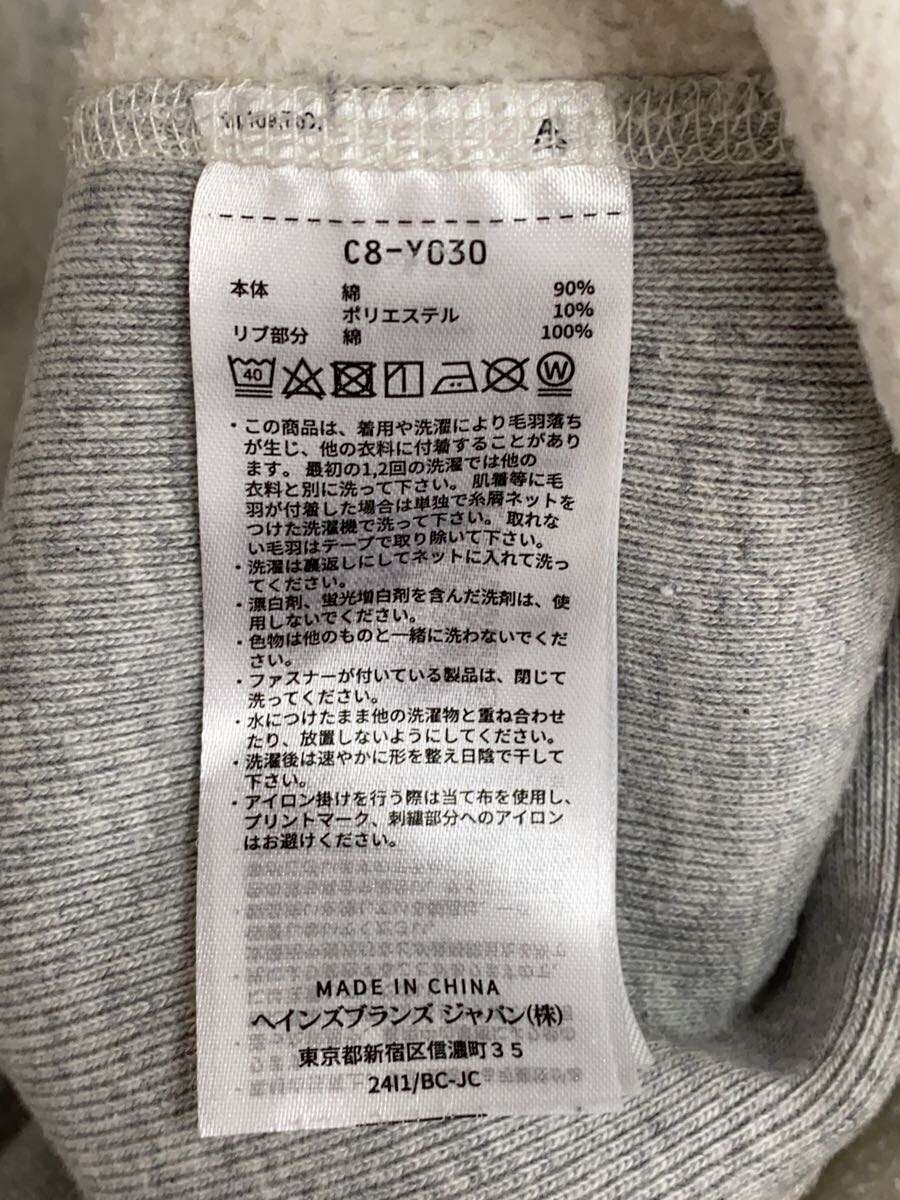 C8-Y030
本体 綿 90%
ポリエステル 10%
リブ部分 綿 100%
40 W
・この商品は、着用や洗濯により毛羽落ち
が生じ、他の衣料に付着することがあり
ます。最初の1,2回の洗濯では他の
衣料と別に洗って下さい。肌着等に毛
羽が付着した場合は単独で糸屑ネットを
つけた洗濯機で洗って下さい。取れな
い毛羽はテープで取り除いて下さい。
・洗濯は裏返しにしてネットに入れて洗っ
てください。
・漂白剤、蛍光増白剤を含んだ洗剤は、使
用しないでください。
・色物は他のものと一緒に洗わないでくだ
さい。
・ファスナーが付いている製品は、閉じて
洗ってください。
・水につけたまま他の洗濯物と重ね合わせ
たり、放置しないようにしてください。
・洗濯後は速やかに形を整え日陰で干して
下さい。
・アイロン掛けを行う際は当て布を使用し、
プリントマーク、刺繍部分へのアイロン
はお避けください。
MADE IN CHINA
ヘインズブランズ ジャパン(株)
東京都新宿区信濃町35
24I1/BC-JC